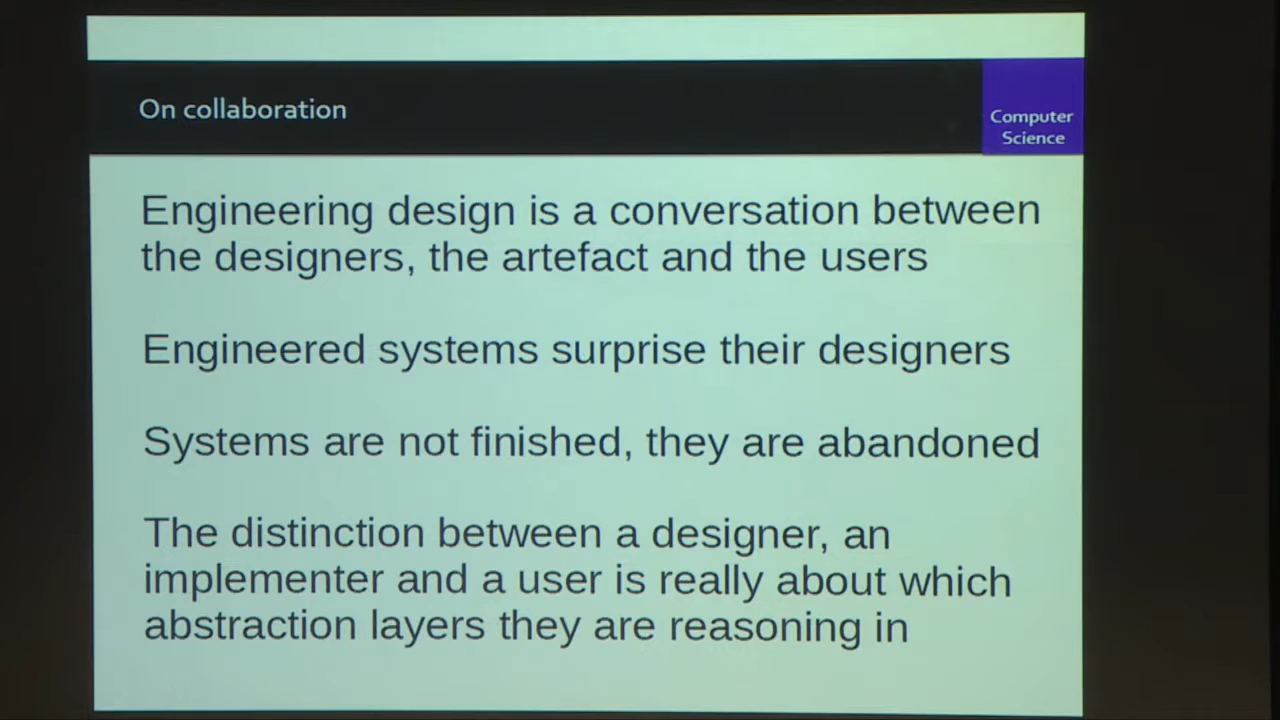 On collaboration
Computer
Science
Engineering design is a conversation between
the designers, the artefact and the users
Engineered systems surprise their designers
Systems are not finished, they are abandoned
The distinction between a designer, an
implementer and a user is really about which
abstraction layers they are reasoning in